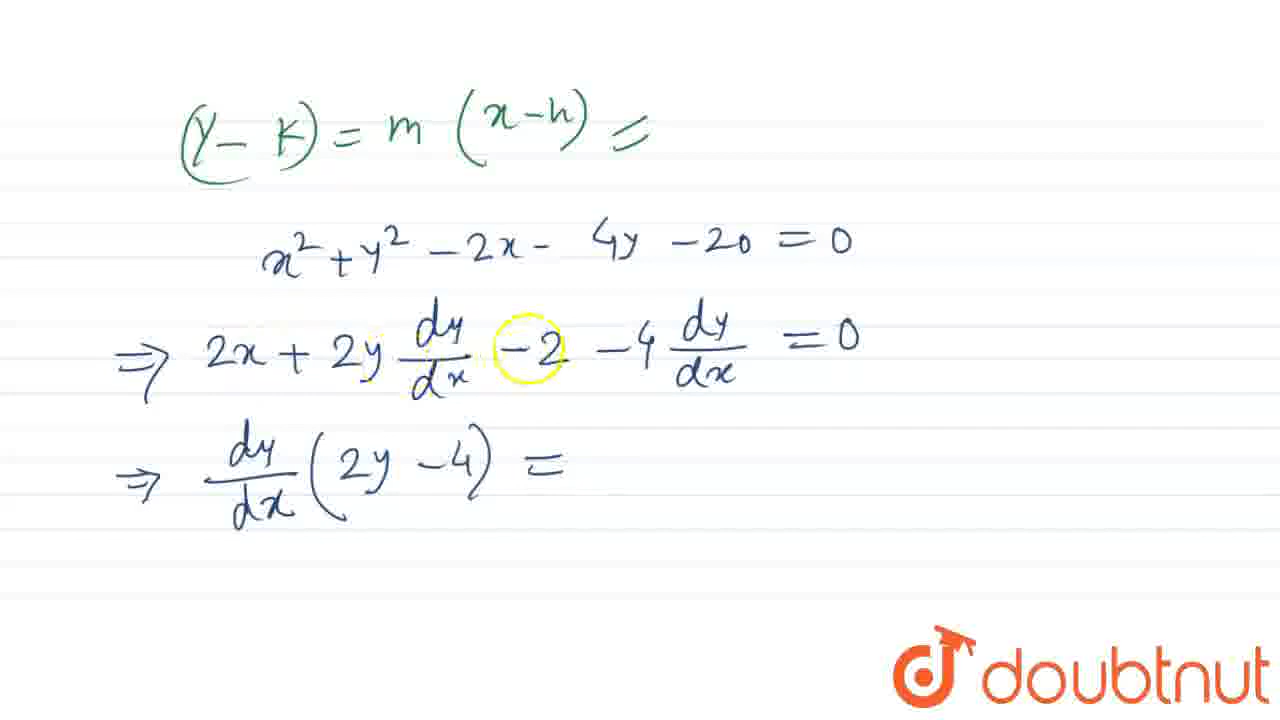 (y - k) = m (x - h) =
x² + y² - 2x - 4y - 20 = 0
⇒ 2x + 2y dy/dx - 2 - 4 dy/dx = 0
⇒ dy/dx (2y - 4) =
doubtnut